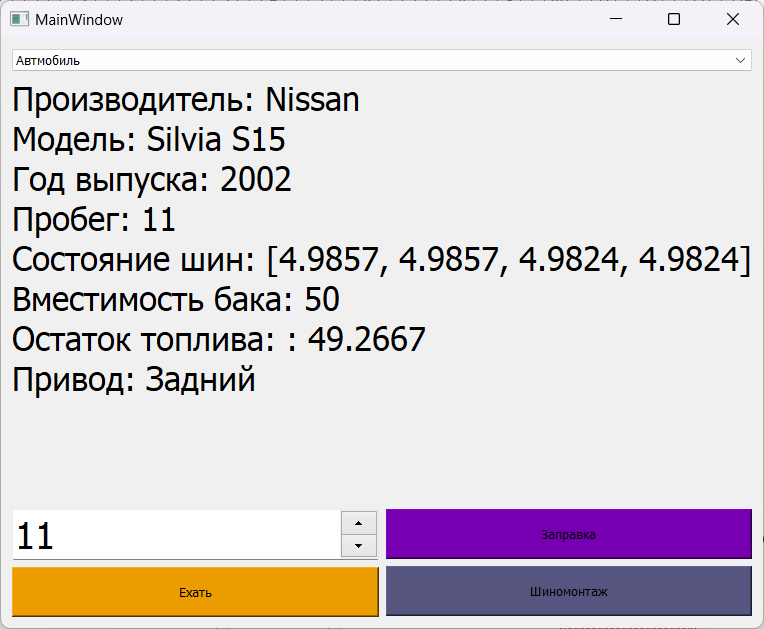 MainWindow
Автмобиль
Производитель: Nissan
Модель: Silvia S15
Год выпуска: 2002
Пробег: 11
Состояние шин: [4.9857, 4.9857, 4.9824, 4.9824]
Вместимость бака: 50
Остаток топлива: : 49.2667
Привод: Задний
11
Заправка
Ехать
Шиномонтаж